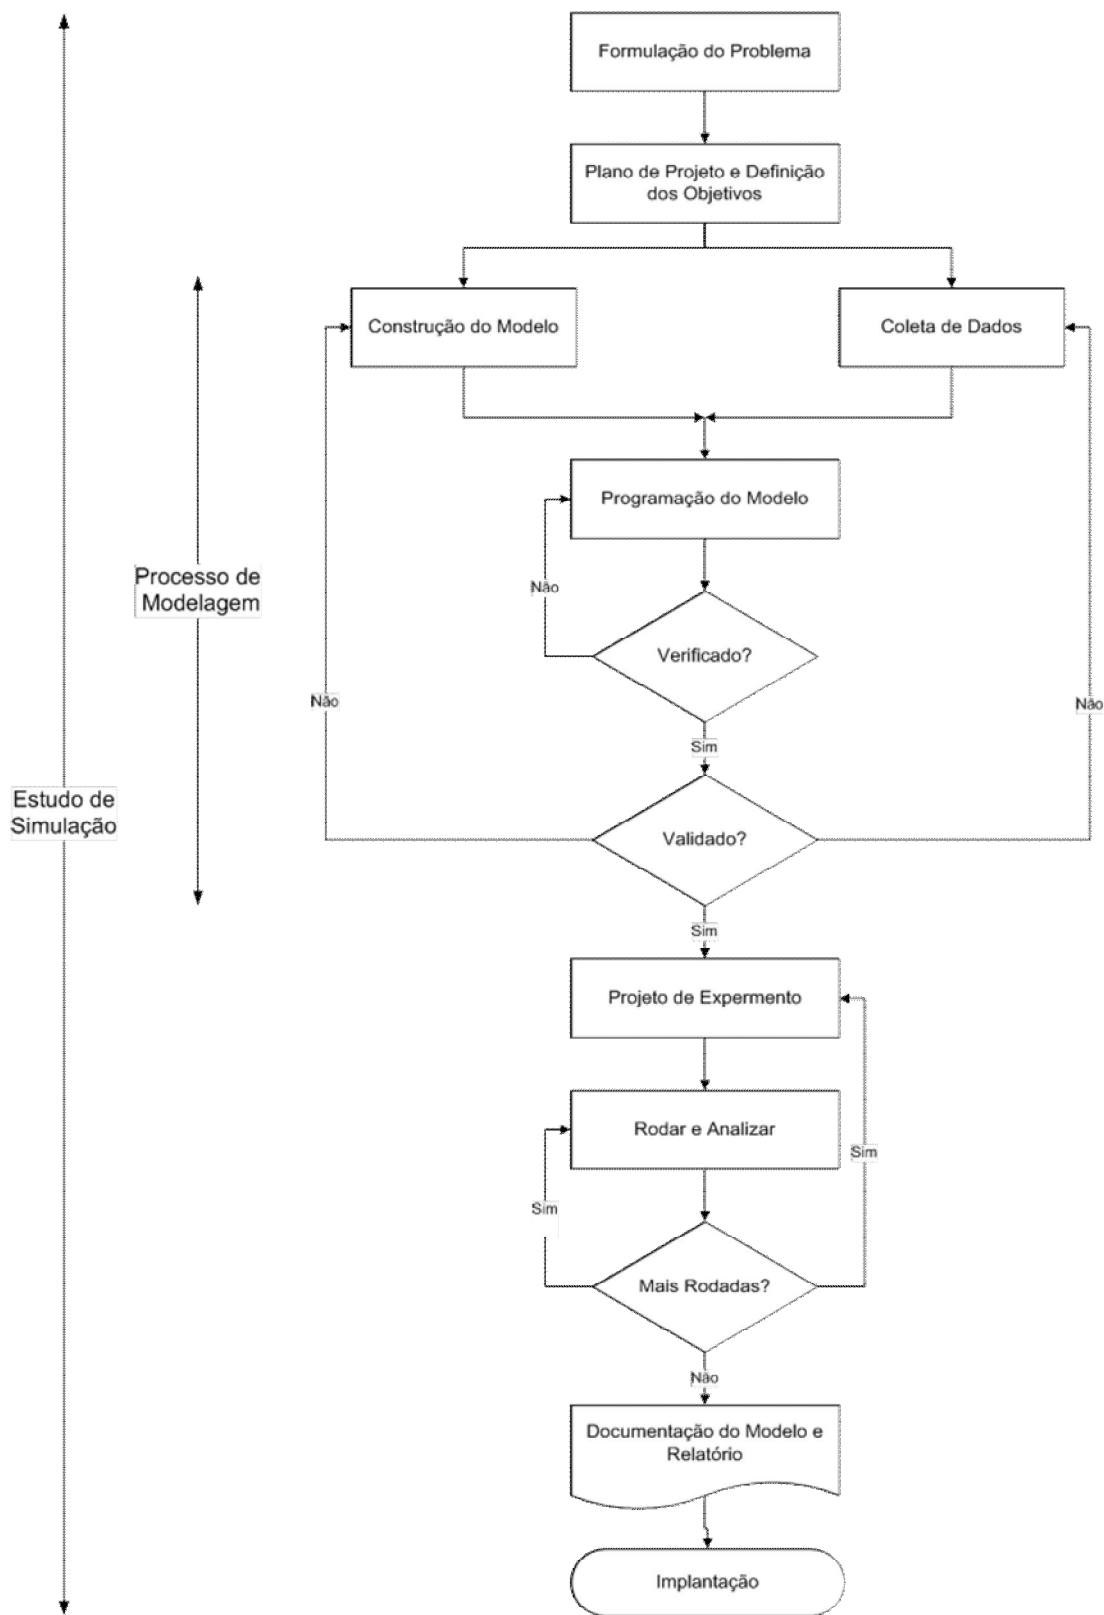 Formulação do Problema
Plano de Projeto e Definição
dos Objetivos
Construção do Modelo
Coleta de Dados
Programação do Modelo
Processo de
Modelagem
Não
Verificado?
Não
Não
Sim
Estudo de
Simulação
Validado?
Sim
Projeto de Expermento
Rodar e Analizar
Sim
Sim
Mais Rodadas?
Não
Documentação do Modelo e
Relatório
Implantação